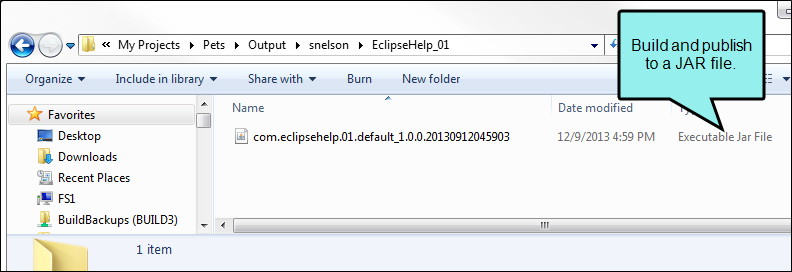 My Projects ▸ Pets ▸ Output ▸ snelson ▸ EclipseHelp_01
Build and publish
to a JAR file.
Organize Include in library Share with Burn New folder
Favorites
Desktop
Downloads
Recent Places
FS1
BuildBackups (BUILD3)
Name Date modified
com.eclipsehelp.01.default_1.0.0.20130912045903 12/9/2013 4:59 PM Executable Jar File
1 item